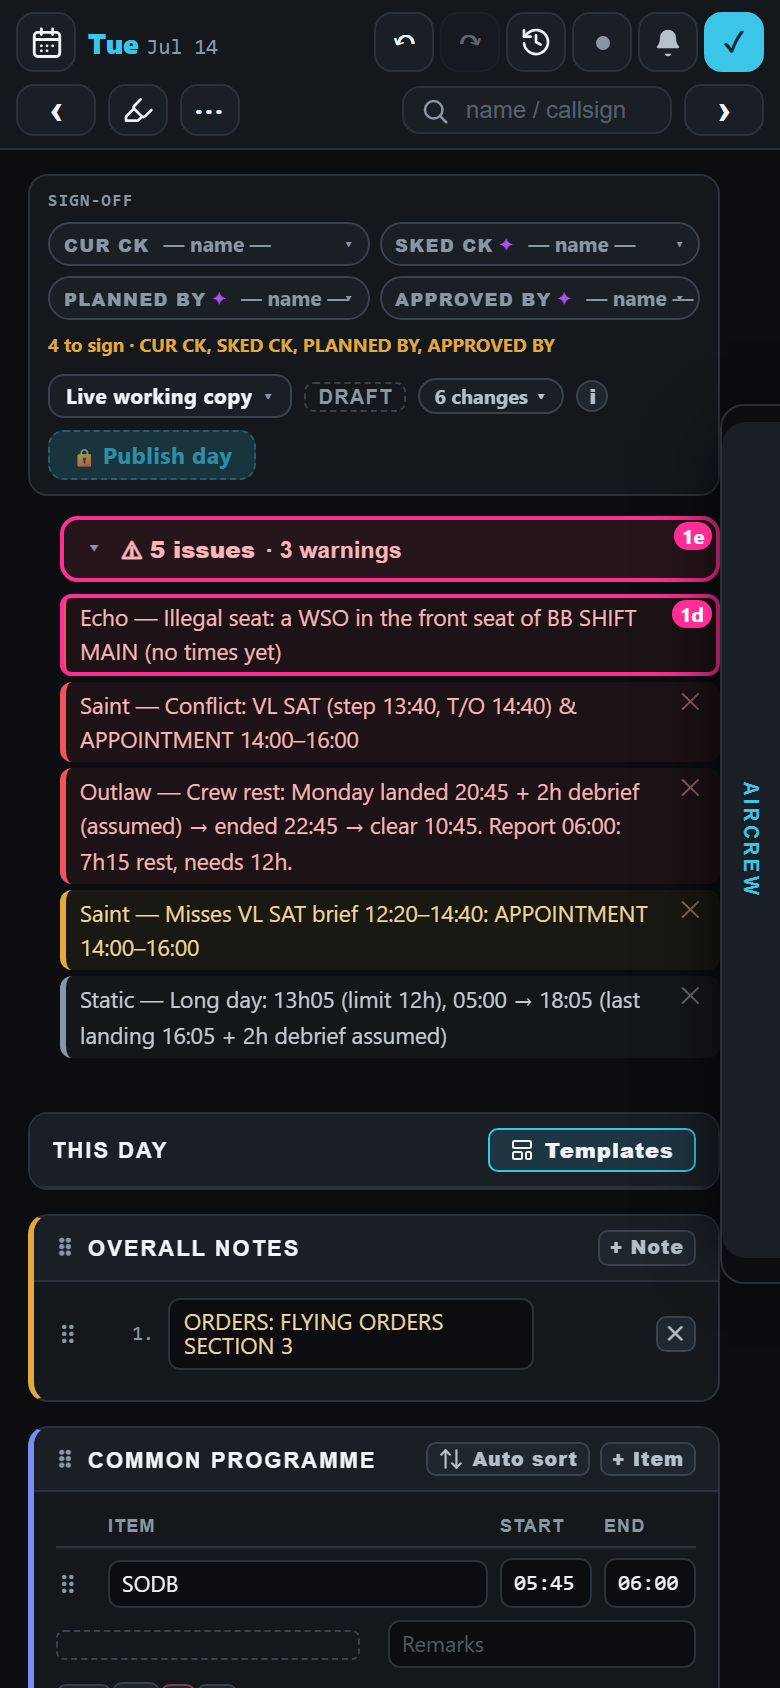 Tue Jul 14
name / callsign
SIGN-OFF
CUR CK — name —
SKED CK — name —
PLANNED BY — name —
APPROVED BY — name —
4 to sign · CUR CK, SKED CK, PLANNED BY, APPROVED BY
Live working copy
DRAFT
6 changes
i
Publish day
5 issues · 3 warnings
1e
Echo — Illegal seat: a WSO in the front seat of BB SHIFT
MAIN (no times yet)
1d
Saint — Conflict: VL SAT (step 13:40, T/O 14:40) &
APPOINTMENT 14:00–16:00
Outlaw — Crew rest: Monday landed 20:45 + 2h debrief
(assumed) → ended 22:45 → clear 10:45. Report 06:00:
7h15 rest, needs 12h.
Saint — Misses VL SAT brief 12:20–14:40: APPOINTMENT
14:00–16:00
Static — Long day: 13h05 (limit 12h), 05:00 → 18:05 (last
landing 16:05 + 2h debrief assumed)
AIRCREW
THIS DAY
Templates
OVERALL NOTES
+ Note
1.
ORDERS: FLYING ORDERS
SECTION 3
COMMON PROGRAMME
Auto sort
+ Item
ITEM START END
SODB 05:45 06:00
Remarks